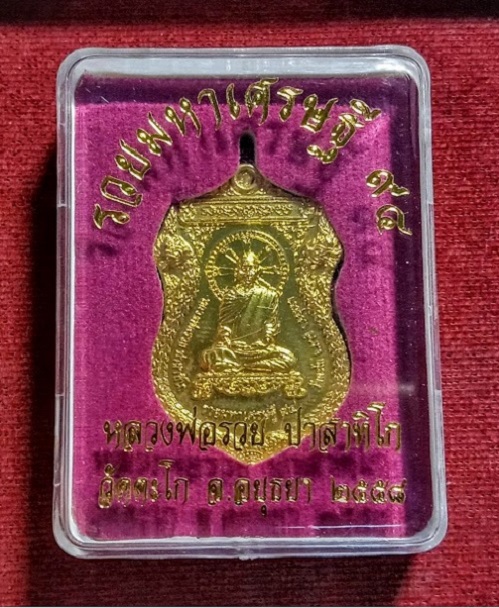 รวยมหาเศรษฐี ๙๘
หลวงพ่อรวย ปาสาทิโก
วัดตะโก จ.อยุธยา ๒๕๕๘